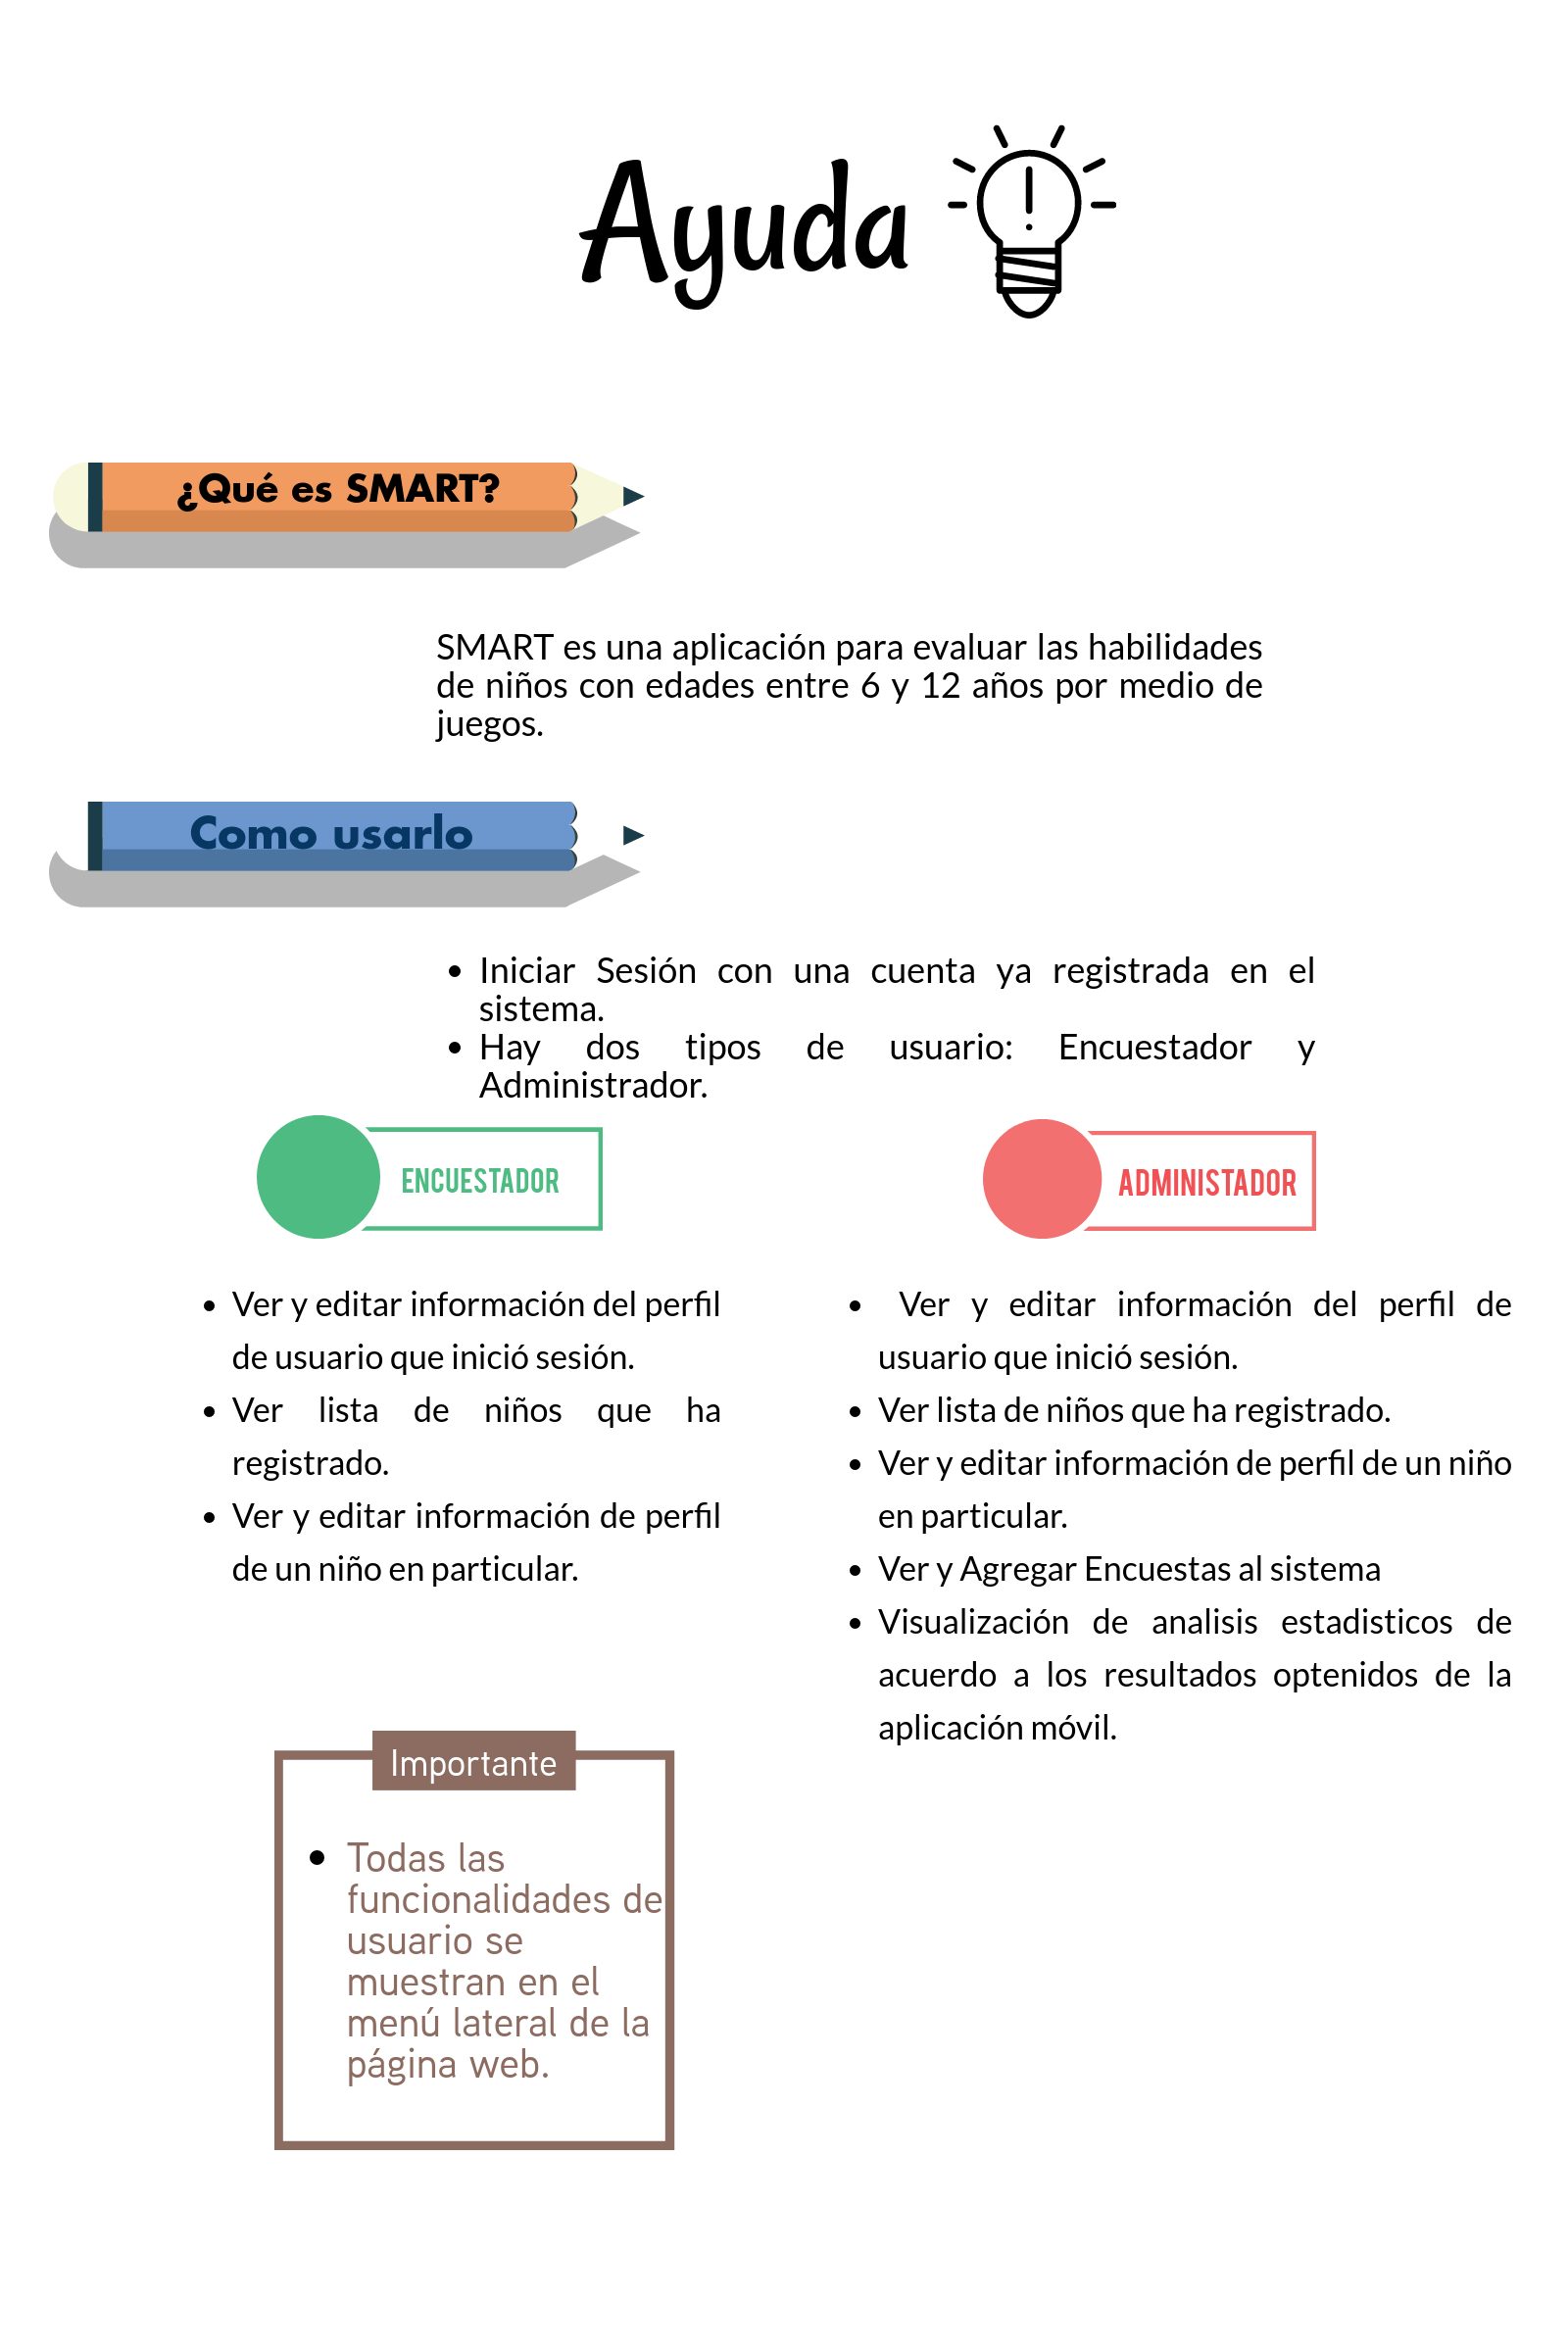 Ayuda
¿Qué es SMART?
SMART es una aplicación para evaluar las habilidades
de niños con edades entre 6 y 12 años por medio de
juegos.
Como usarlo
• Iniciar Sesión con una cuenta ya registrada en el
sistema.
• Hay dos tipos de usuario: Encuestador y
Administrador.
ENCUESTADOR
• Ver y editar información del perfil
de usuario que inició sesión.
• Ver lista de niños que ha
registrado.
• Ver y editar información de perfil
de un niño en particular.
ADMINISTADOR
• Ver y editar información del perfil de
usuario que inició sesión.
• Ver lista de niños que ha registrado.
• Ver y editar información de perfil de un niño
en particular.
• Ver y Agregar Encuestas al sistema
• Visualización de analisis estadisticos de
acuerdo a los resultados optenidos de la
aplicación móvil.
Importante
• Todas las
funcionalidades de
usuario se
muestran en el
menú lateral de la
página web.